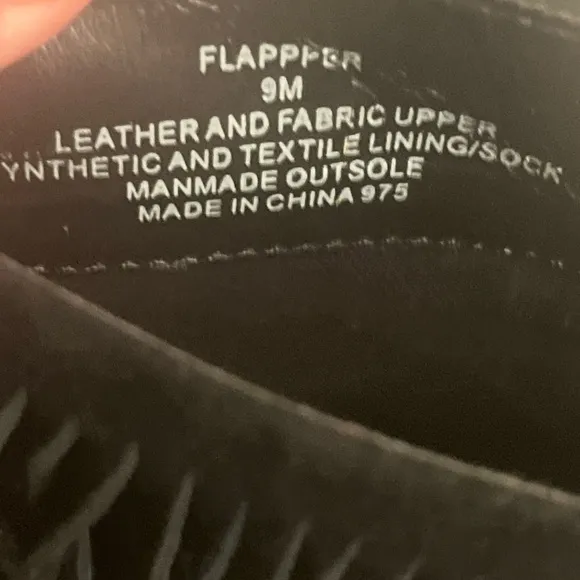 FLAPPPER
9M
LEATHER AND FABRIC UPPER
YNTHETIC AND TEXTILE LINING/SOCK
MANMADE OUTSOLE
MADE IN CHINA 975